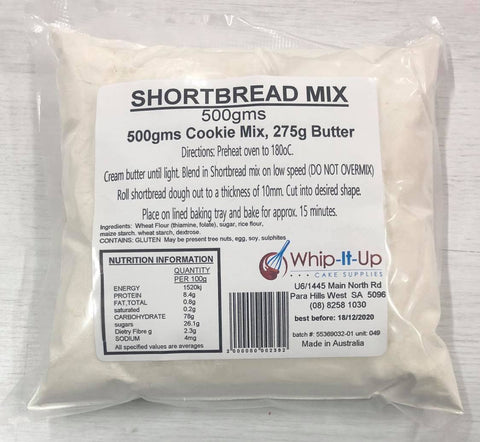 SHORTBREAD MIX
500gms
500gms Cookie Mix, 275g Butter
Directions: Preheat oven to 180oC.
Cream butter until light. Blend in Shortbread mix on low speed (DO NOT OVERMIX)
Roll shortbread dough out to a thickness of 10mm. Cut into desired shape.
Place on lined baking tray and bake for approx. 15 minutes.
Ingredients: Wheat Flour (thiamine, folate), sugar, rice flour,
maize starch. wheat starch, dextrose.
CONTAINS: GLUTEN May be present tree nuts, egg, soy, sulphites
NUTRITION INFORMATION
QUANTITY
PER 100g
ENERGY 1520kj
PROTEIN 8.4g
FAT,TOTAL 0.8g
saturated 0.2g
CARBOHYDRATE 78g
sugars 26.1g
Dietry Fibre g 2.3g
SODIUM 4mg
All specified values are averages
2000060002392
Whip-It-Up
CAKE SUPPLIES
U6/1445 Main North Rd
Para Hills West SA 5096
(08) 8258 1030
best before: 18/12/2020
batch #: 55369032-01 unit: 049
Made in Australia